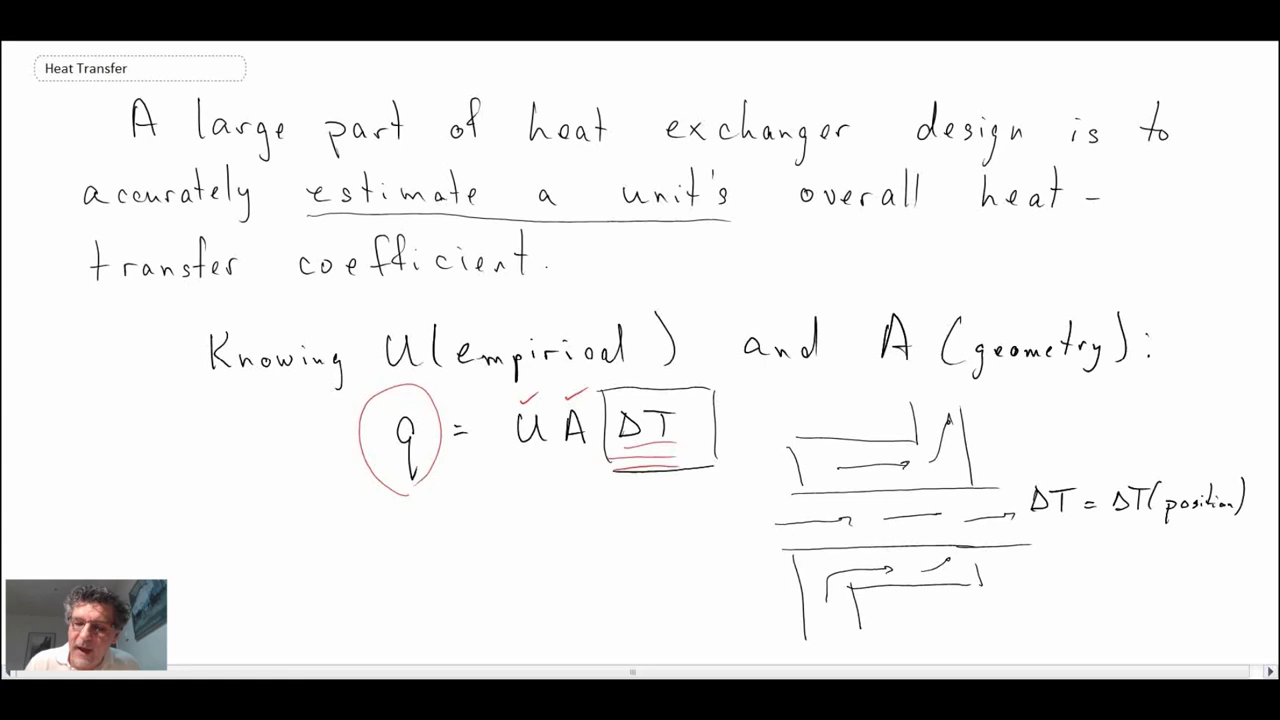 Heat Transfer
A large part of heat exchanger design is to
accurately estimate a unit's overall heat-
transfer coefficient.
Knowing U(empirical) and A (geometry):
q = U A ΔT
ΔT = ΔT(position)